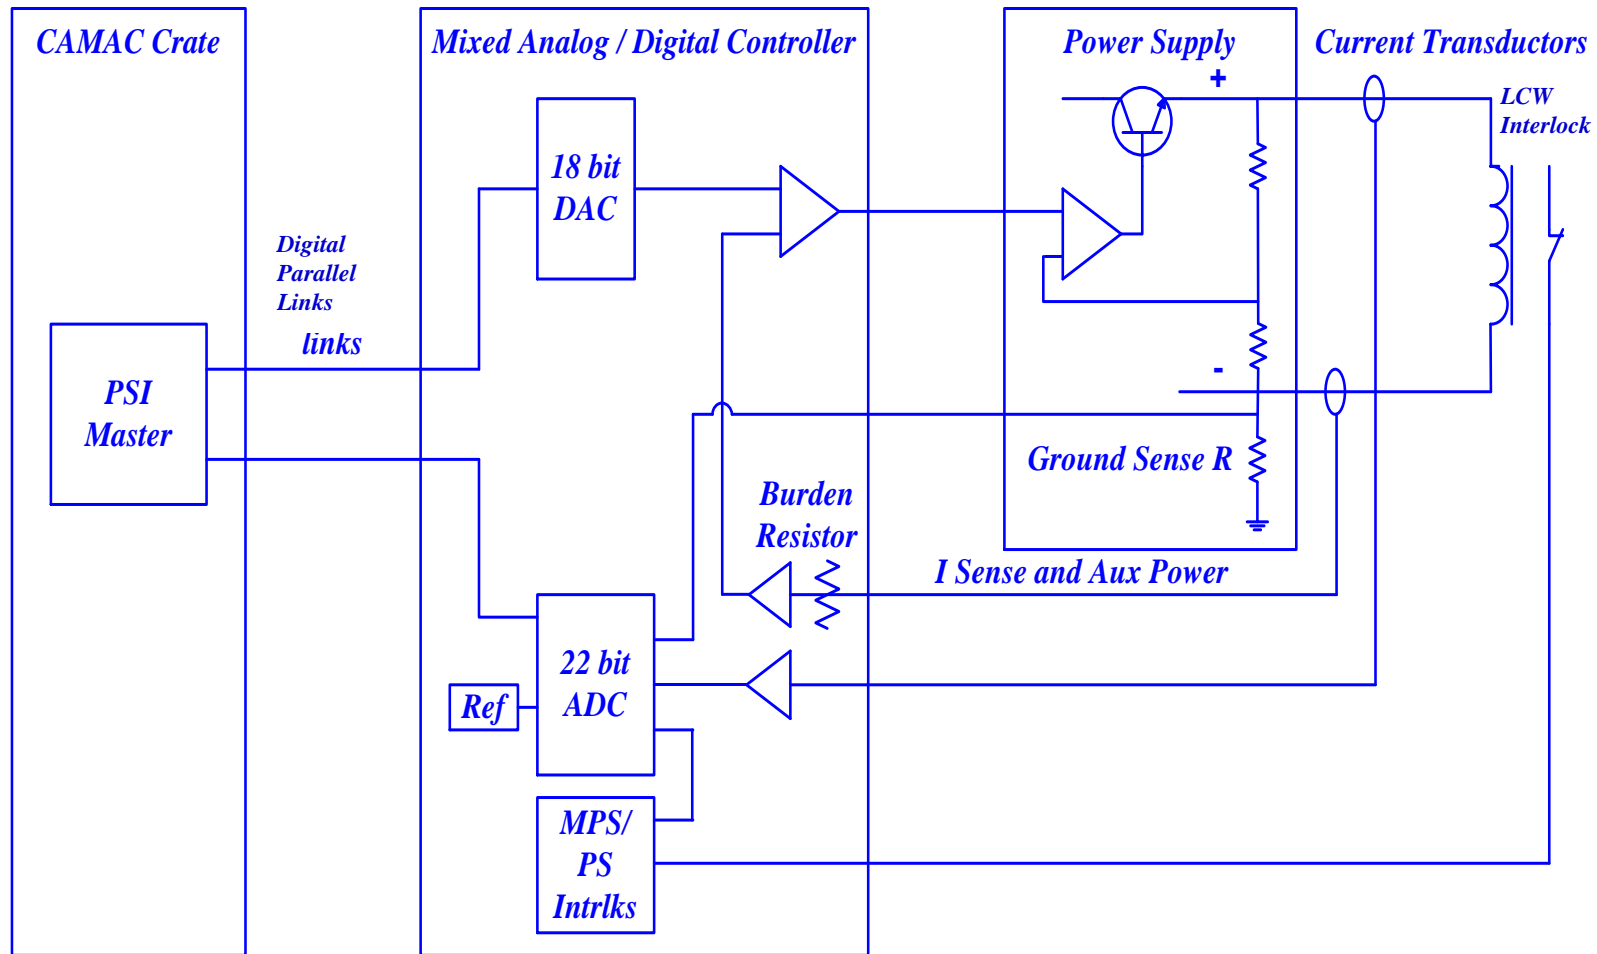 CAMAC Crate
Mixed Analog / Digital Controller
Power Supply
Current Transductors
+
LCW
Interlock
18 bit
DAC
Digital
Parallel
Links
links
PSI
Master
-
Ground Sense R
Burden
Resistor
I Sense and Aux Power
22 bit
ADC
Ref
MPS/
PS
Intrlks